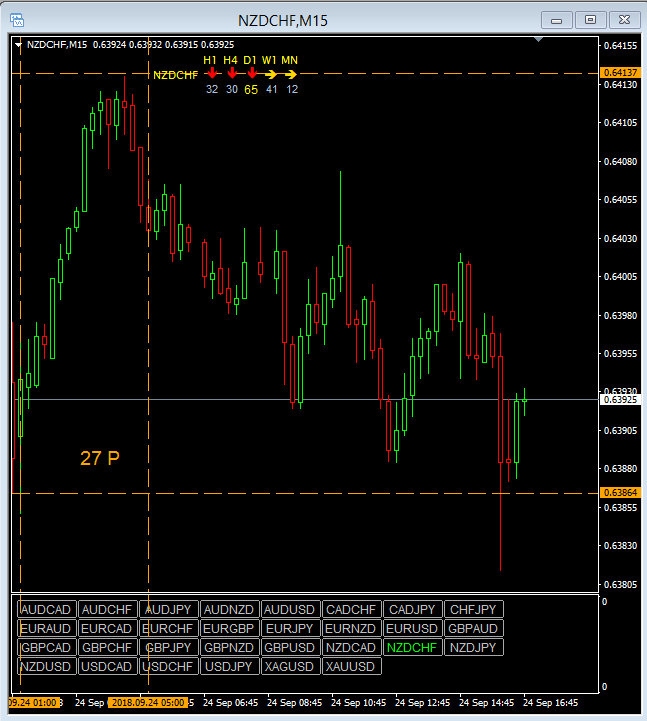 NZDCHF,M15
NZDCHF,M15 0.63924 0.63932 0.63915 0.63925
H1 H4 D1 W1 MN
NZDCHF
32 30 65 41 12
27 P
0.64155
0.64137
0.64130
0.64105
0.64080
0.64055
0.64030
0.64005
0.63980
0.63955
0.63930
0.63925
0.63905
0.63880
0.63864
0.63855
0.63830
0.63805
0
AUDCAD AUDCHF AUDJPY AUDNZD AUDUSD CADCHF CADJPY CHFJPY
EURAUD EURCAD EURCHF EURGBP EURJPY EURNZD EURUSD GBPAUD
GBPCAD GBPCHF GBPJPY GBPNZD GBPUSD NZDCAD NZDCHF NZDJPY
NZDUSD USDCAD USDCHF USDJPY XAGUSD XAUUSD
0
09.24 01:00 24 Sep 2018.09.24 05:00 24 Sep 06:45 24 Sep 08:45 24 Sep 10:45 24 Sep 12:45 24 Sep 14:45 24 Sep 16:45